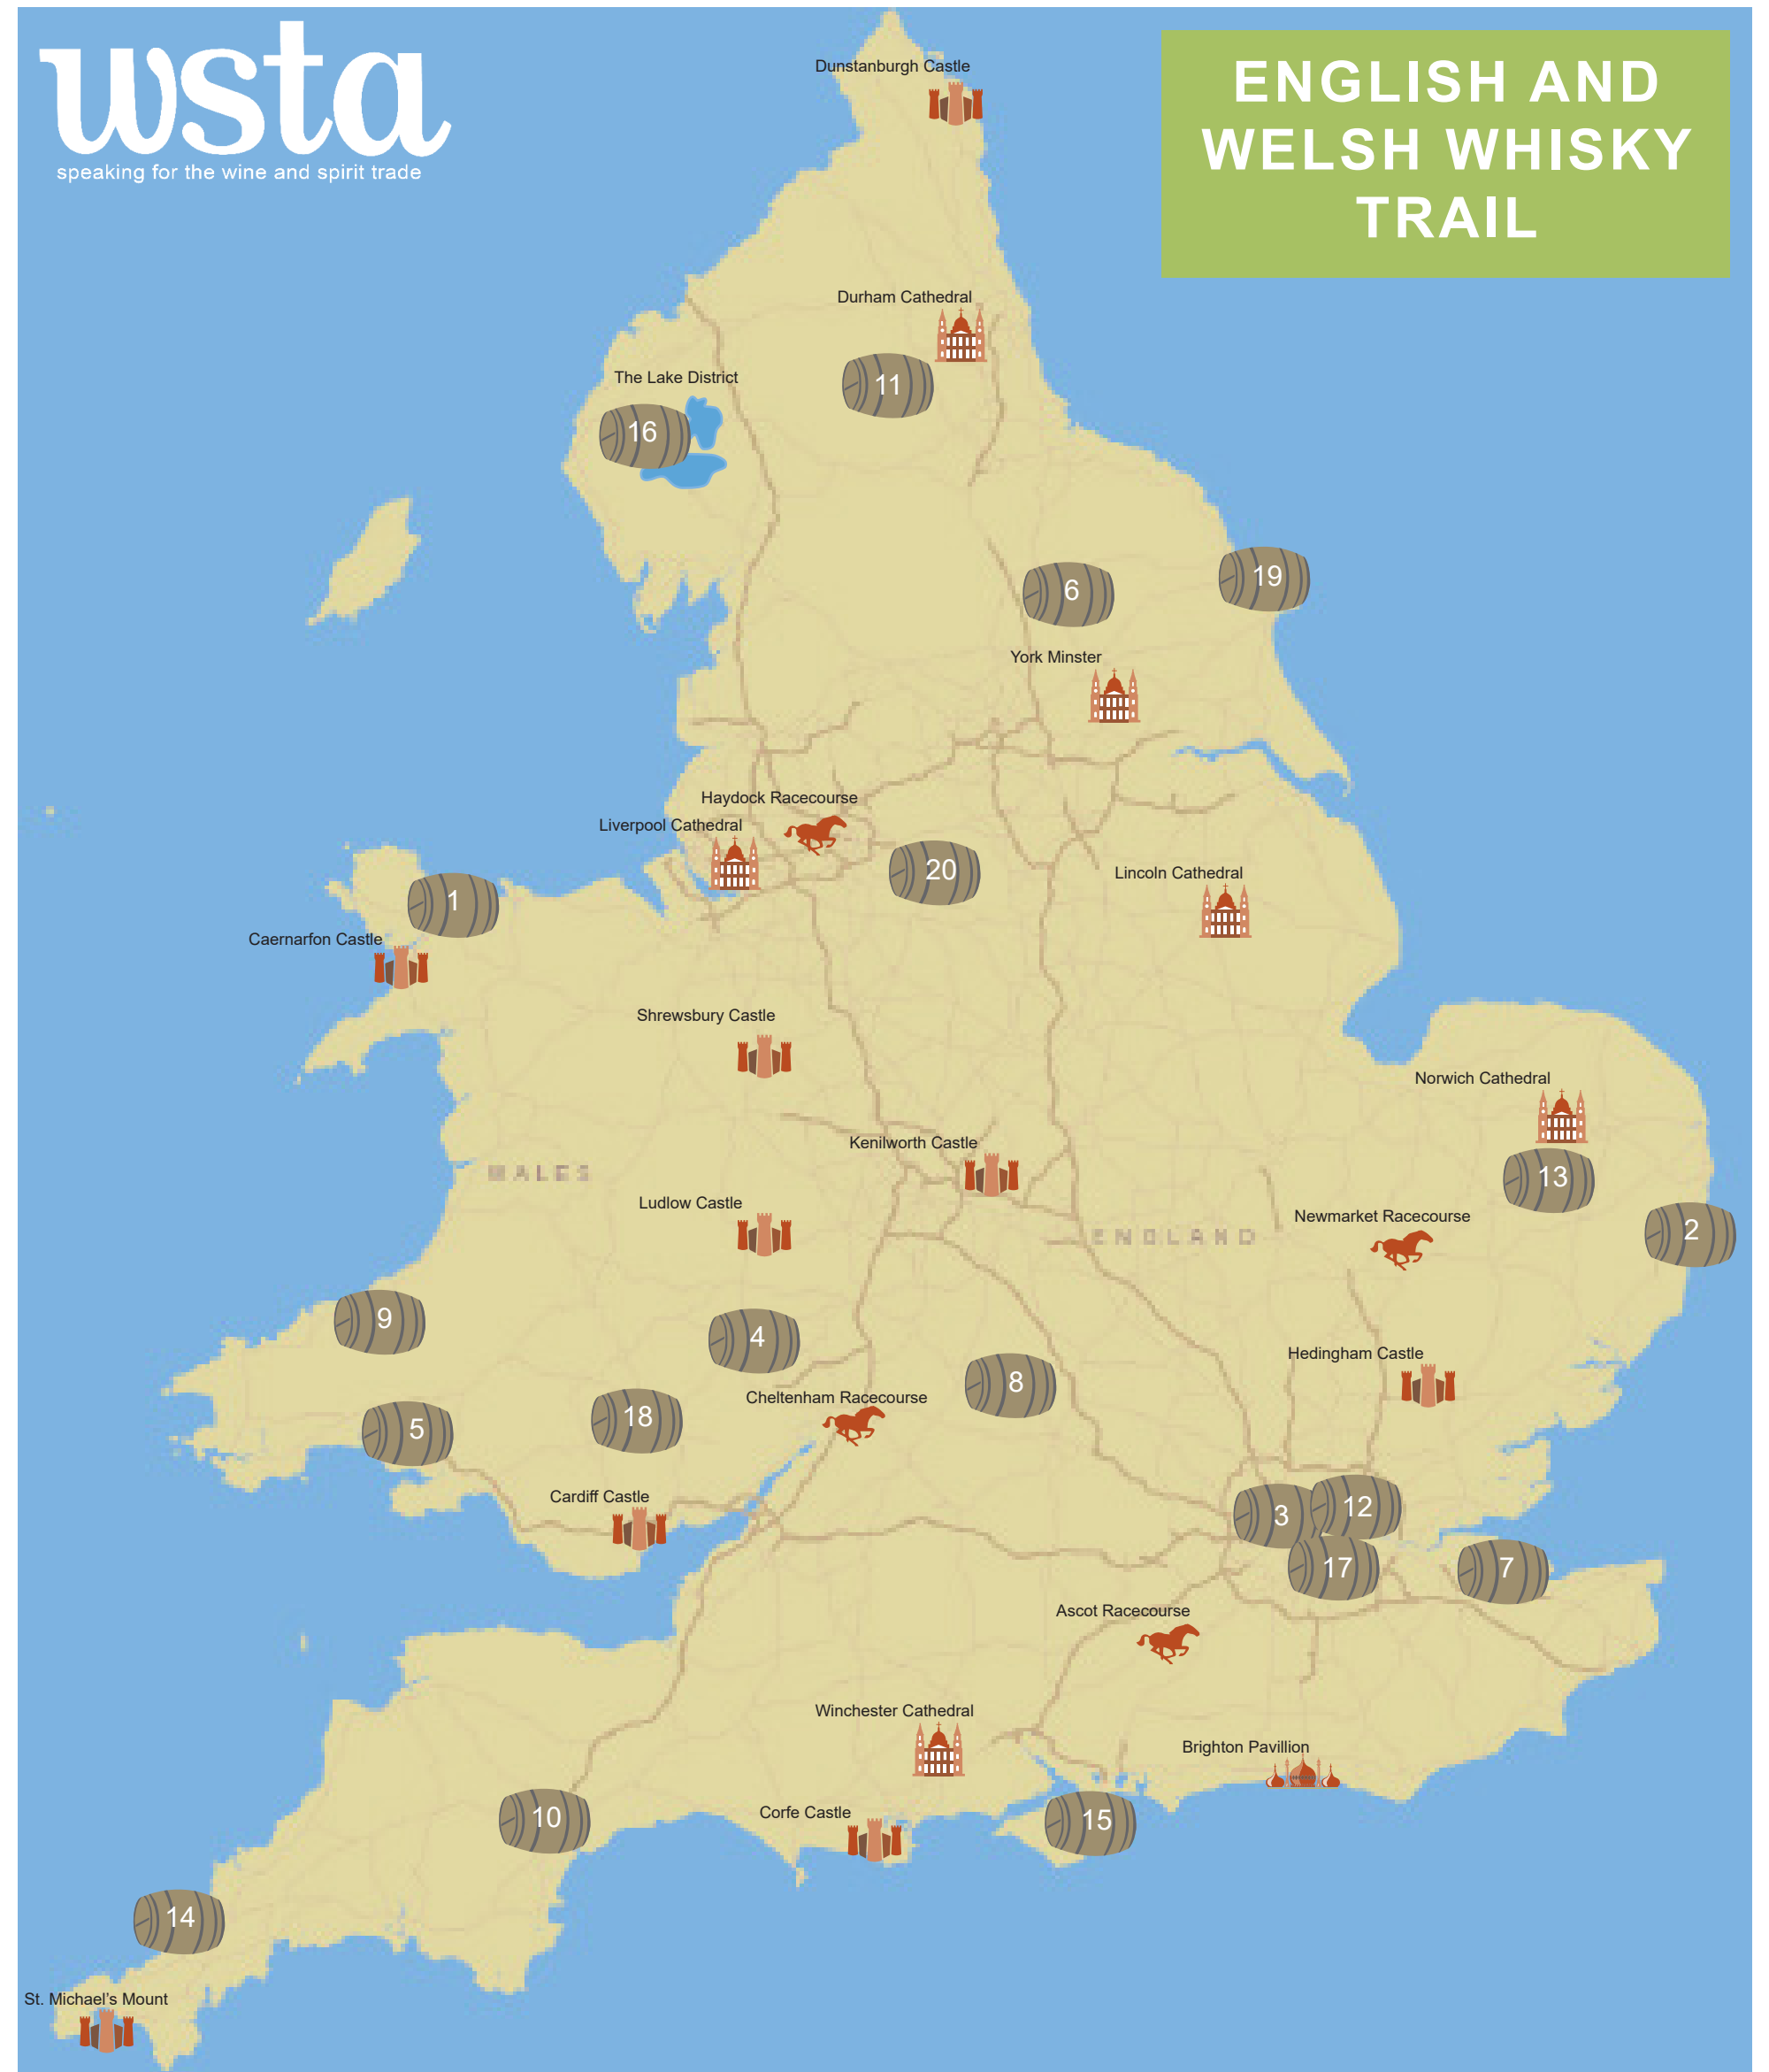 wsta
speaking for the wine and spirit trade
ENGLISH AND
WELSH WHISKY
TRAIL
Dunstanburgh Castle
Durham Cathedral
11
The Lake District
16
19
6
York Minster
Haydock Racecourse
Liverpool Cathedral
20
Lincoln Cathedral
1
Caernarfon Castle
Shrewsbury Castle
Norwich Cathedral
Kenilworth Castle
WALES
13
Ludlow Castle
Newmarket Racecourse
2
ENGLAND
9
4
Hedingham Castle
8
Cheltenham Racecourse
18
5
Cardiff Castle
3
12
17
7
Ascot Racecourse
Winchester Cathedral
Brighton Pavillion
Corfe Castle
10
15
14
St. Michael's Mount